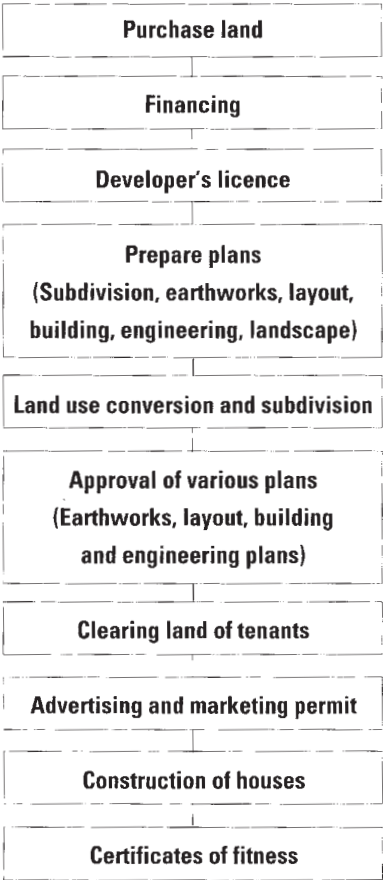 Purchase land
Financing
Developer's licence
Prepare plans
(Subdivision, earthworks, layout,
building, engineering, landscape)
Land use conversion and subdivision
Approval of various plans
(Earthworks, layout, building
and engineering plans)
Clearing land of tenants
Advertising and marketing permit
Construction of houses
Certificates of fitness